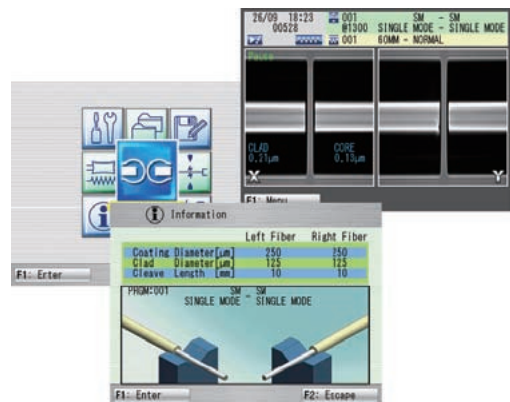 26/09 18:23 001 SM - SM
00528 @1300 SINGLE MODE - SINGLE MODE
001 60MM - NORMAL
Pause
CLAD CORE
0.21µm 0.13µm
X Y
F1: Menu
F1: Enter
Information
Left Fiber Right Fiber
Coating Diameter[µm] 250 250
Clad Diameter[µm] 125 125
Cleave Length [mm] 10 10
PRGM:001 SM _ SM
SINGLE MODE SINGLE MODE
F1: Enter F2: Escape